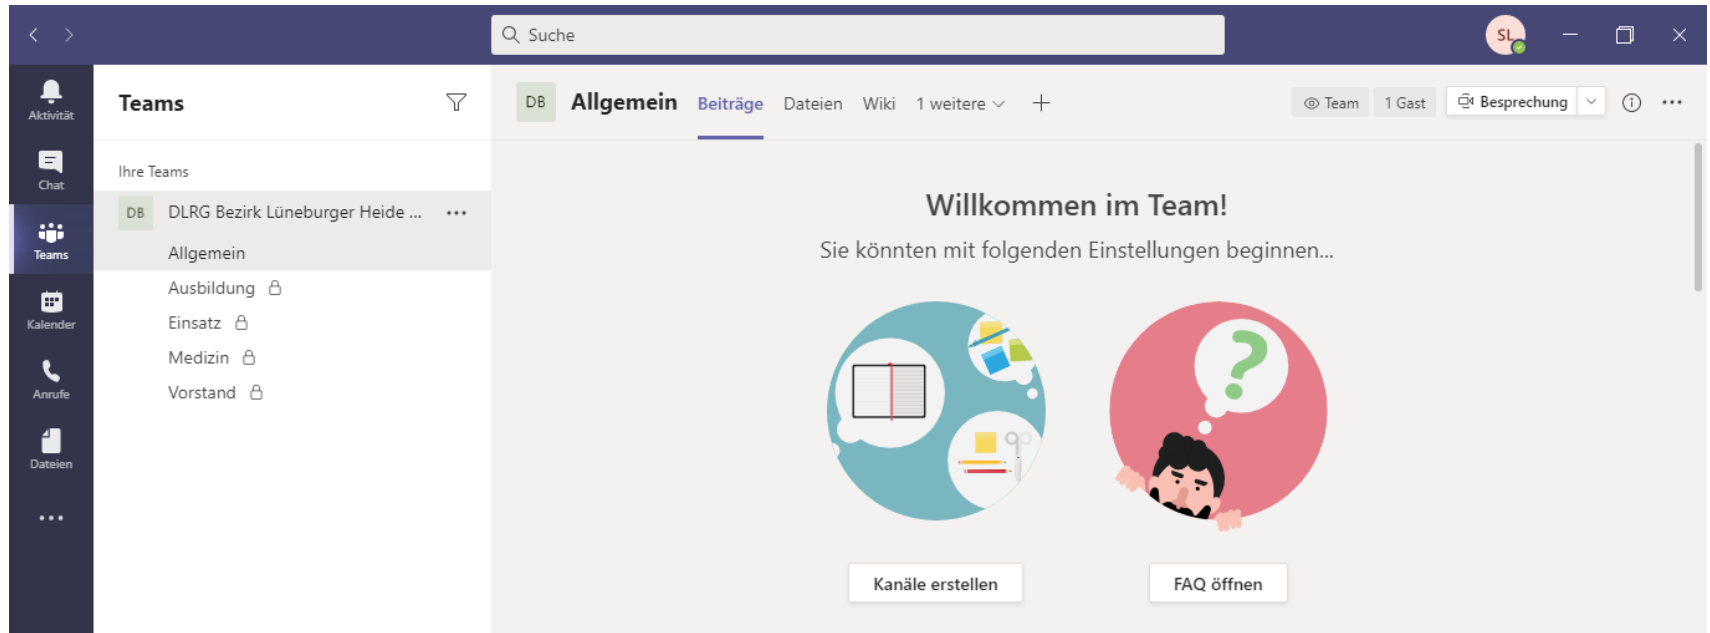 Suche
SL
Aktivität
Chat
Teams
Kalender
Anrufe
Dateien
Teams
Ihre Teams
DB DLRG Bezirk Lüneburger Heide ...
Allgemein
Ausbildung
Einsatz
Medizin
Vorstand
DB Allgemein Beiträge Dateien Wiki 1 weitere
Team 1 Gast Besprechung
Willkommen im Team!
Sie könnten mit folgenden Einstellungen beginnen...
?
Kanäle erstellen FAQ öffnen